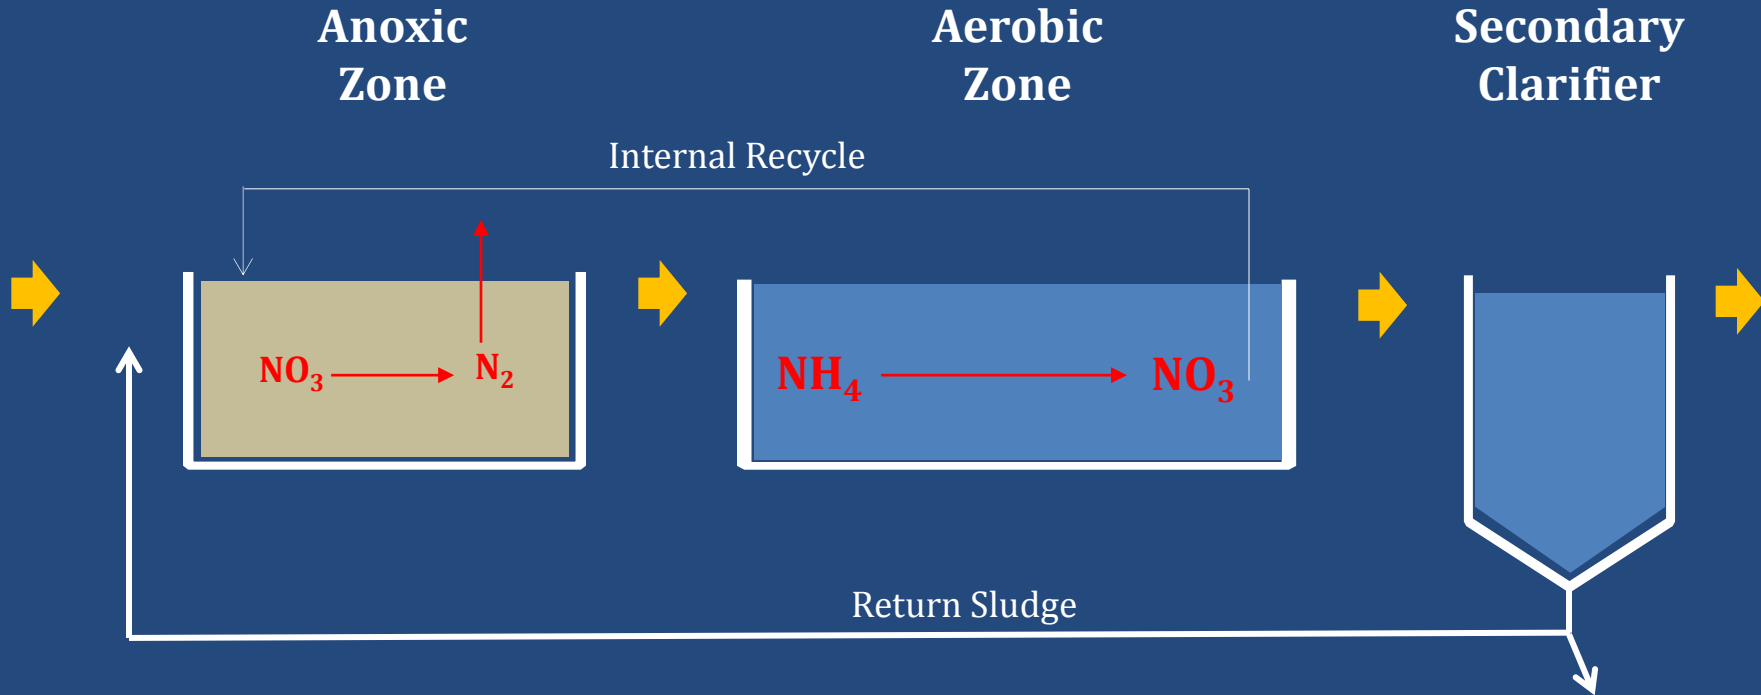 Anoxic
Zone
Aerobic
Zone
Secondary
Clarifier
Internal Recycle
NO₃
N₂
NH₄
NO₃
Return Sludge